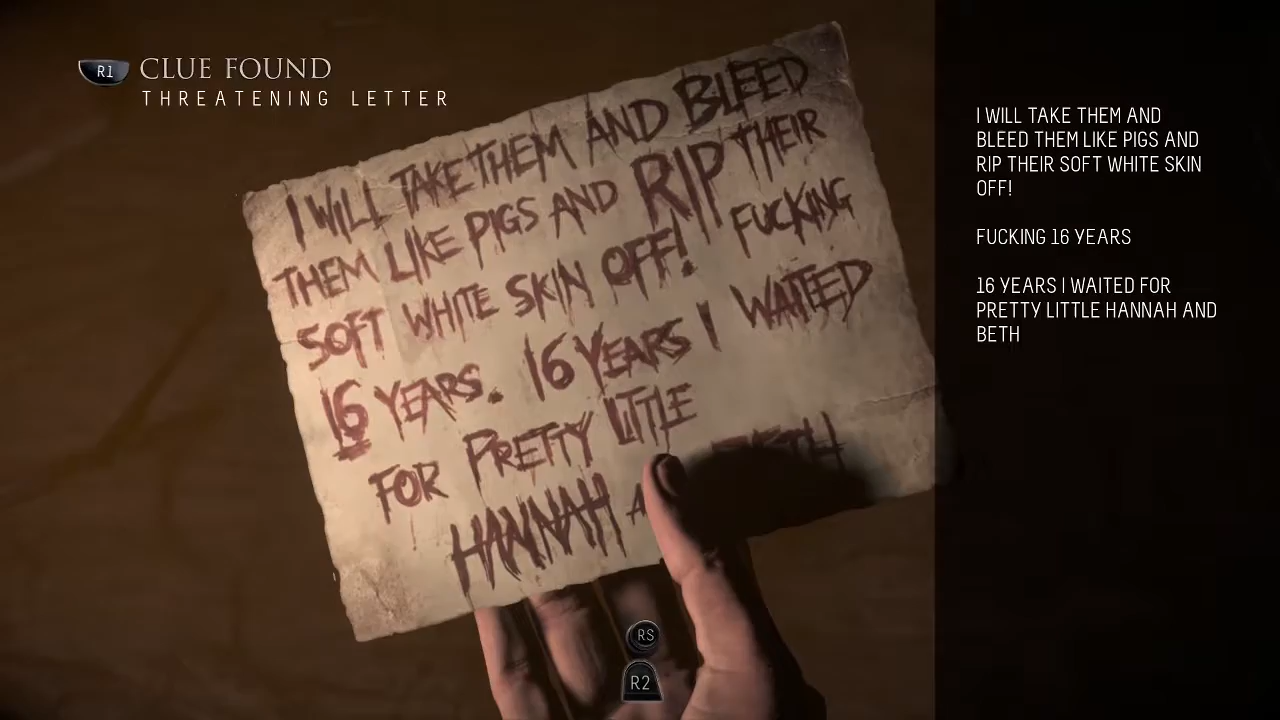 R1 CLUE FOUND
THREATENING LETTER
I WILL TAKE THEM AND BLEED
THEM LIKE PIGS AND RIP THEIR
SOFT WHITE SKIN OFF! FUCKING
16 YEARS. 16 YEARS I WAITED
FOR PRETTY LITTLE
HANNAH A BETH
I WILL TAKE THEM AND
BLEED THEM LIKE PIGS AND
RIP THEIR SOFT WHITE SKIN
OFF!
FUCKING 16 YEARS
16 YEARS I WAITED FOR
PRETTY LITTLE HANNAH AND
BETH
RS
R2